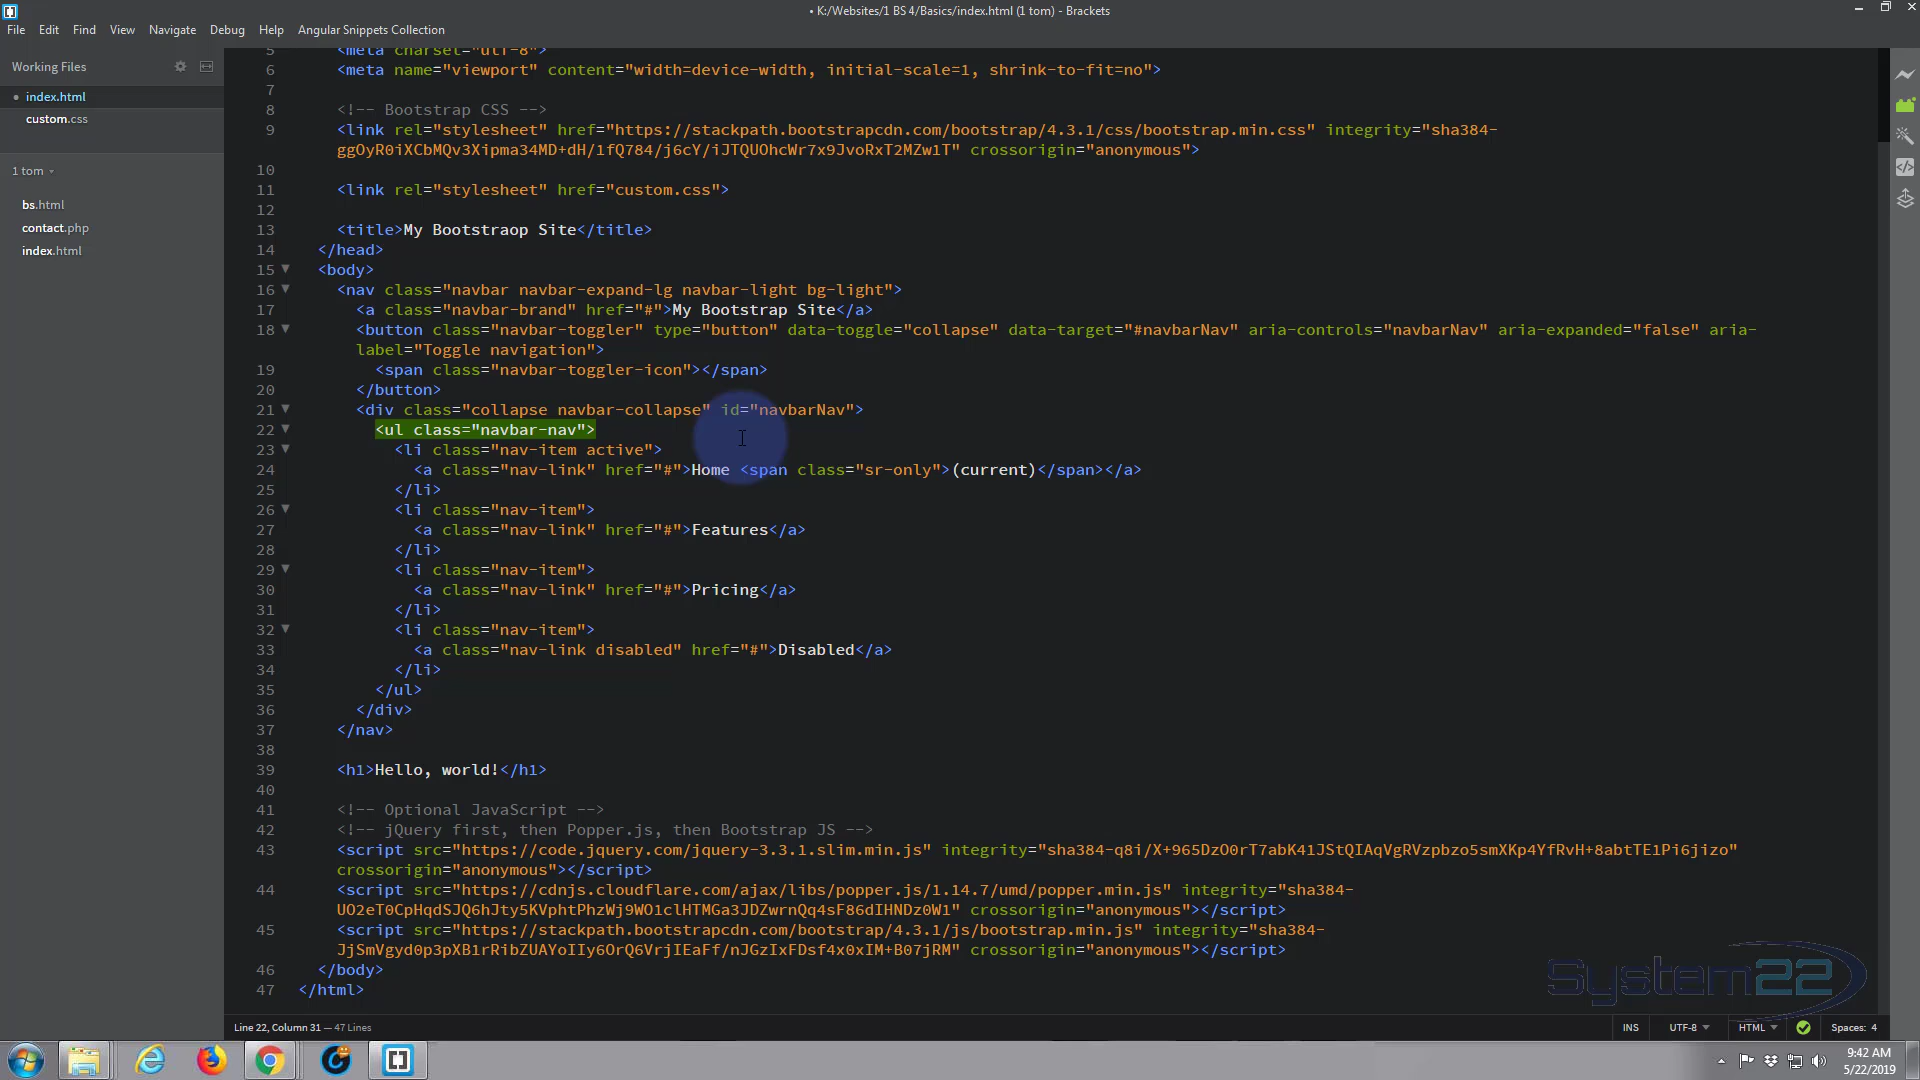 • K:/Websites/1 BS 4/Basics/index.html (1 tom) - Brackets
File Edit Find View Navigate Debug Help Angular Snippets Collection
Working Files
• index.html
custom.css
1 tom
bs.html
contact.php
index.html
5 <meta charset="utf-8">
6 <meta name="viewport" content="width=device-width, initial-scale=1, shrink-to-fit=no">
7
8 <!-- Bootstrap CSS -->
9 <link rel="stylesheet" href="https://stackpath.bootstrapcdn.com/bootstrap/4.3.1/css/bootstrap.min.css" integrity="sha384-
ggOyR0iXCbMQv3Xipma34MD+dH/1fQ784/j6cY/iJTQUOhcWr7x9JvoRxT2MZw1T" crossorigin="anonymous">
10
11 <link rel="stylesheet" href="custom.css">
12
13 <title>My Bootstraop Site</title>
14 </head>
15 <body>
16 <nav class="navbar navbar-expand-lg navbar-light bg-light">
17 <a class="navbar-brand" href="#">My Bootstrap Site</a>
18 <button class="navbar-toggler" type="button" data-toggle="collapse" data-target="#navbarNav" aria-controls="navbarNav" aria-expanded="false" aria-
label="Toggle navigation">
19 <span class="navbar-toggler-icon"></span>
20 </button>
21 <div class="collapse navbar-collapse" id="navbarNav">
22 <ul class="navbar-nav">
23 <li class="nav-item active">
24 <a class="nav-link" href="#">Home <span class="sr-only">(current)</span></a>
25 </li>
26 <li class="nav-item">
27 <a class="nav-link" href="#">Features</a>
28 </li>
29 <li class="nav-item">
30 <a class="nav-link" href="#">Pricing</a>
31 </li>
32 <li class="nav-item">
33 <a class="nav-link disabled" href="#">Disabled</a>
34 </li>
35 </ul>
36 </div>
37 </nav>
38
39 <h1>Hello, world!</h1>
40
41 <!-- Optional JavaScript -->
42 <!-- jQuery first, then Popper.js, then Bootstrap JS -->
43 <script src="https://code.jquery.com/jquery-3.3.1.slim.min.js" integrity="sha384-q8i/X+965DzO0rT7abK41JStQIAqVgRVzpbzo5smXKp4YfRvH+8abtTE1Pi6jizo"
crossorigin="anonymous"></script>
44 <script src="https://cdnjs.cloudflare.com/ajax/libs/popper.js/1.14.7/umd/popper.min.js" integrity="sha384-
UO2eT0CpHqdSJQ6hJty5KVphtPhzWj9WO1clHTMGa3JDZwrnQq4sF86dIHNDz0W1" crossorigin="anonymous"></script>
45 <script src="https://stackpath.bootstrapcdn.com/bootstrap/4.3.1/js/bootstrap.min.js" integrity="sha384-
JjSmVgyd0p3pXB1rRibZUAYoIIy6OrQ6VrjIEaFf/nJGzIxFDsf4x0xIM+B07jRM" crossorigin="anonymous"></script>
46 </body>
47 </html>
System22
Line 22, Column 31 — 47 Lines
INS UTF-8 HTML Spaces: 4
9:42 AM
5/22/2019